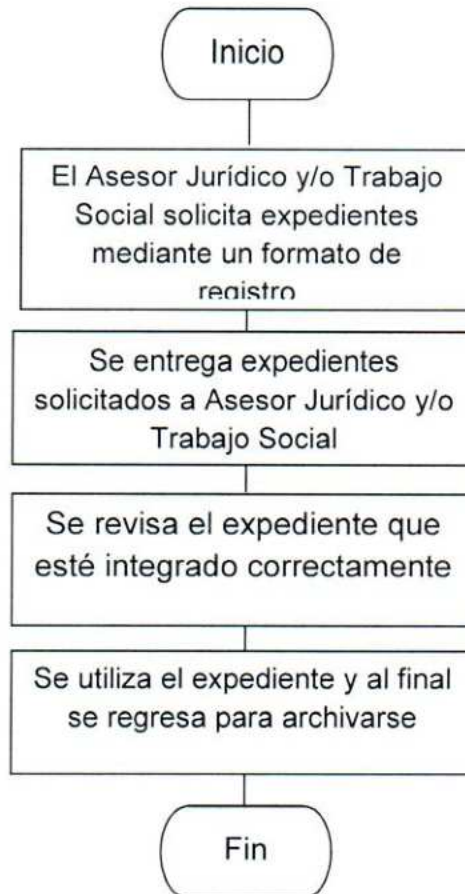 Inicio
El Asesor Jurídico y/o Trabajo
Social solicita expedientes
mediante un formato de
registro
Se entrega expedientes
solicitados a Asesor Jurídico y/o
Trabajo Social
Se revisa el expediente que
esté integrado correctamente
Se utiliza el expediente y al final
se regresa para archivarse
Fin